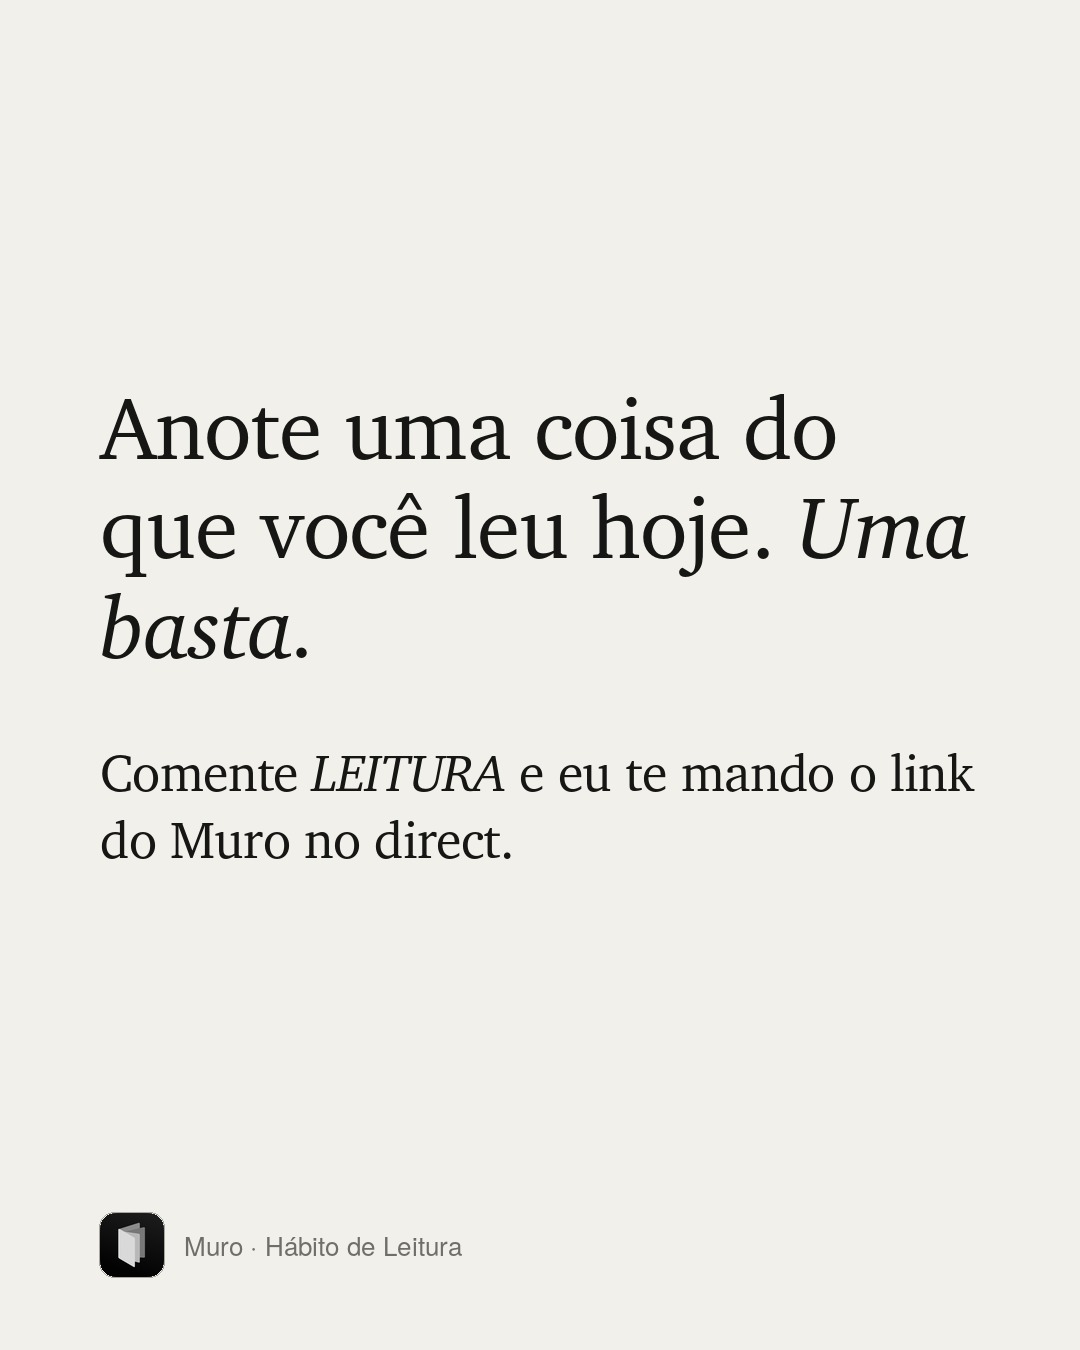 Anote uma coisa do
que você leu hoje. Uma
basta.
Comente LEITURA e eu te mando o link
do Muro no direct.
Muro · Hábito de Leitura